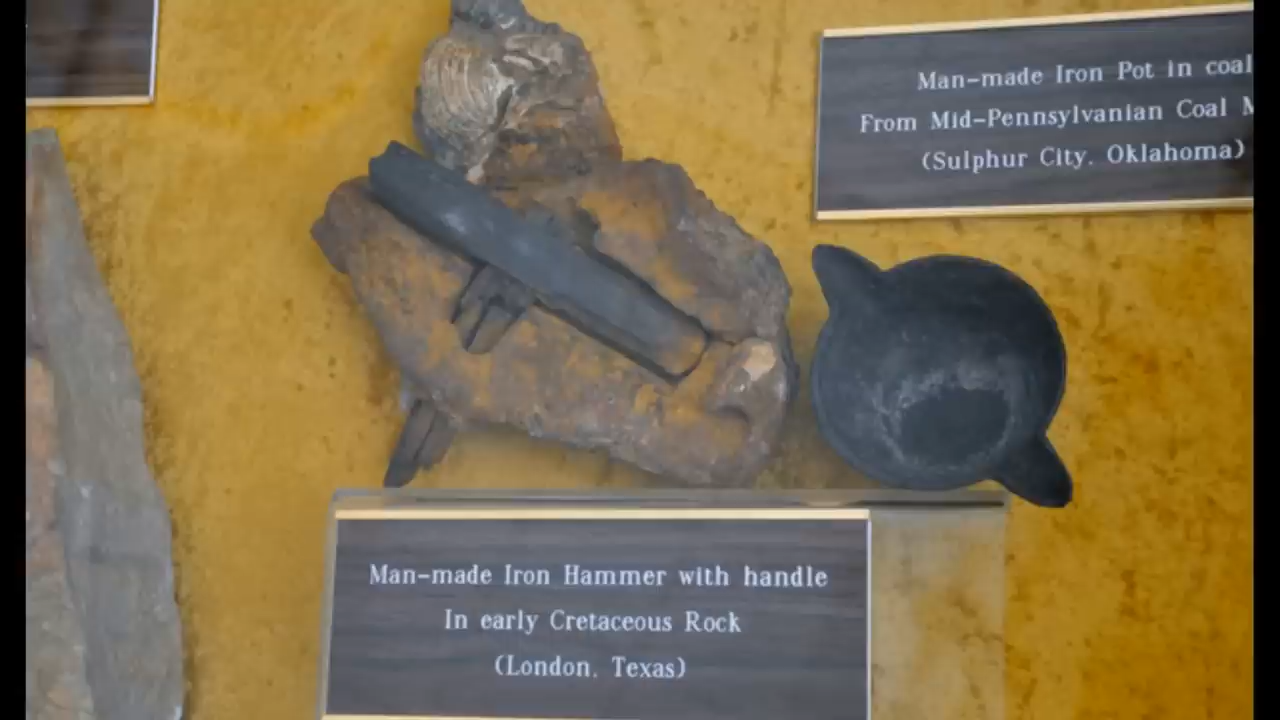 Man-made Iron Pot in coal
From Mid-Pennsylvanian Coal
(Sulphur City, Oklahoma)
Man-made Iron Hammer with handle
In early Cretaceous Rock
(London, Texas)